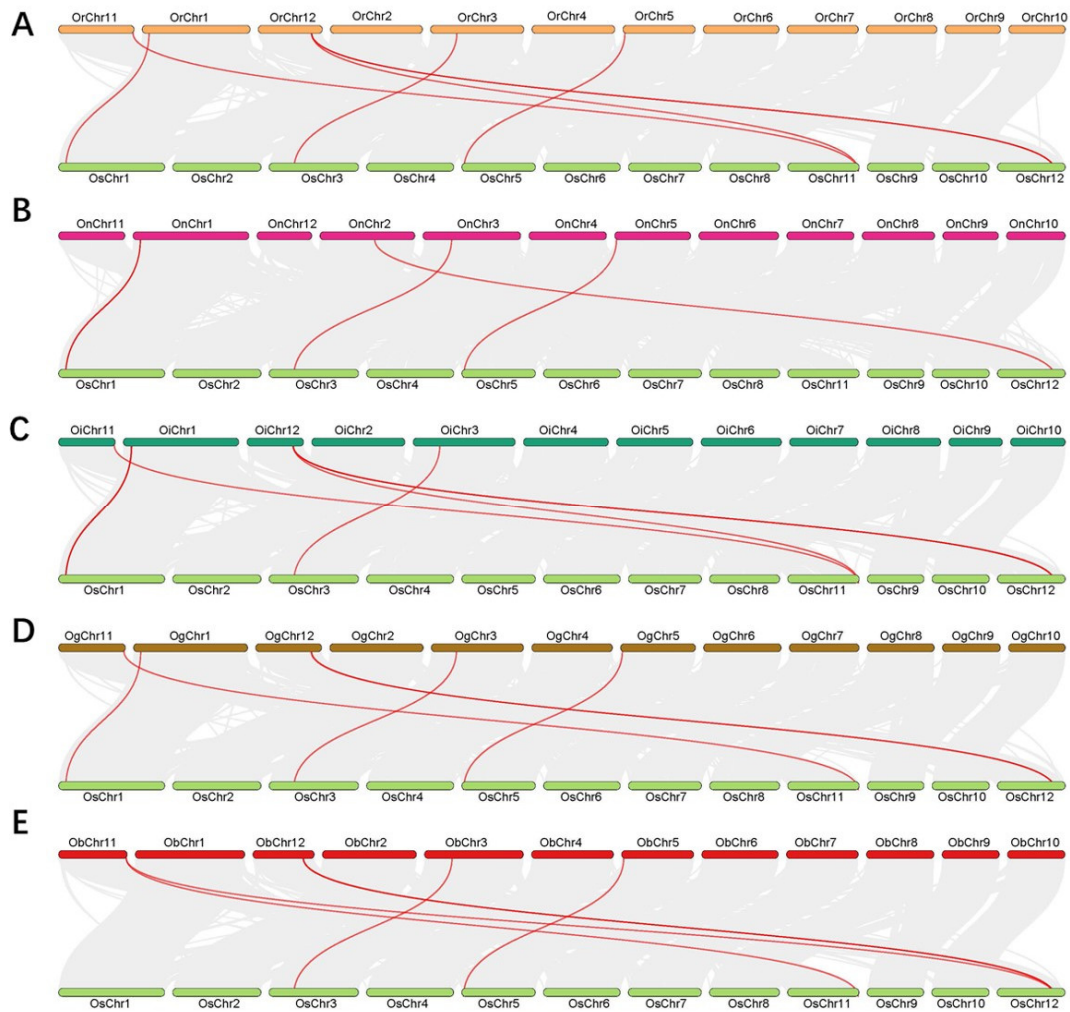 A
OrChr11 OrChr1 OrChr12 OrChr2 OrChr3 OrChr4 OrChr5 OrChr6 OrChr7 OrChr8 OrChr9 OrChr10
OsChr1 OsChr2 OsChr3 OsChr4 OsChr5 OsChr6 OsChr7 OsChr8 OsChr11 OsChr9 OsChr10 OsChr12
B
OnChr11 OnChr1 OnChr12 OnChr2 OnChr3 OnChr4 OnChr5 OnChr6 OnChr7 OnChr8 OnChr9 OnChr10
OsChr1 OsChr2 OsChr3 OsChr4 OsChr5 OsChr6 OsChr7 OsChr8 OsChr11 OsChr9 OsChr10 OsChr12
C
OiChr11 OiChr1 OiChr12 OiChr2 OiChr3 OiChr4 OiChr5 OiChr6 OiChr7 OiChr8 OiChr9 OiChr10
OsChr1 OsChr2 OsChr3 OsChr4 OsChr5 OsChr6 OsChr7 OsChr8 OsChr11 OsChr9 OsChr10 OsChr12
D
OgChr11 OgChr1 OgChr12 OgChr2 OgChr3 OgChr4 OgChr5 OgChr6 OgChr7 OgChr8 OgChr9 OgChr10
OsChr1 OsChr2 OsChr3 OsChr4 OsChr5 OsChr6 OsChr7 OsChr8 OsChr11 OsChr9 OsChr10 OsChr12
E
ObChr11 ObChr1 ObChr12 ObChr2 ObChr3 ObChr4 ObChr5 ObChr6 ObChr7 ObChr8 ObChr9 ObChr10
OsChr1 OsChr2 OsChr3 OsChr4 OsChr5 OsChr6 OsChr7 OsChr8 OsChr11 OsChr9 OsChr10 OsChr12